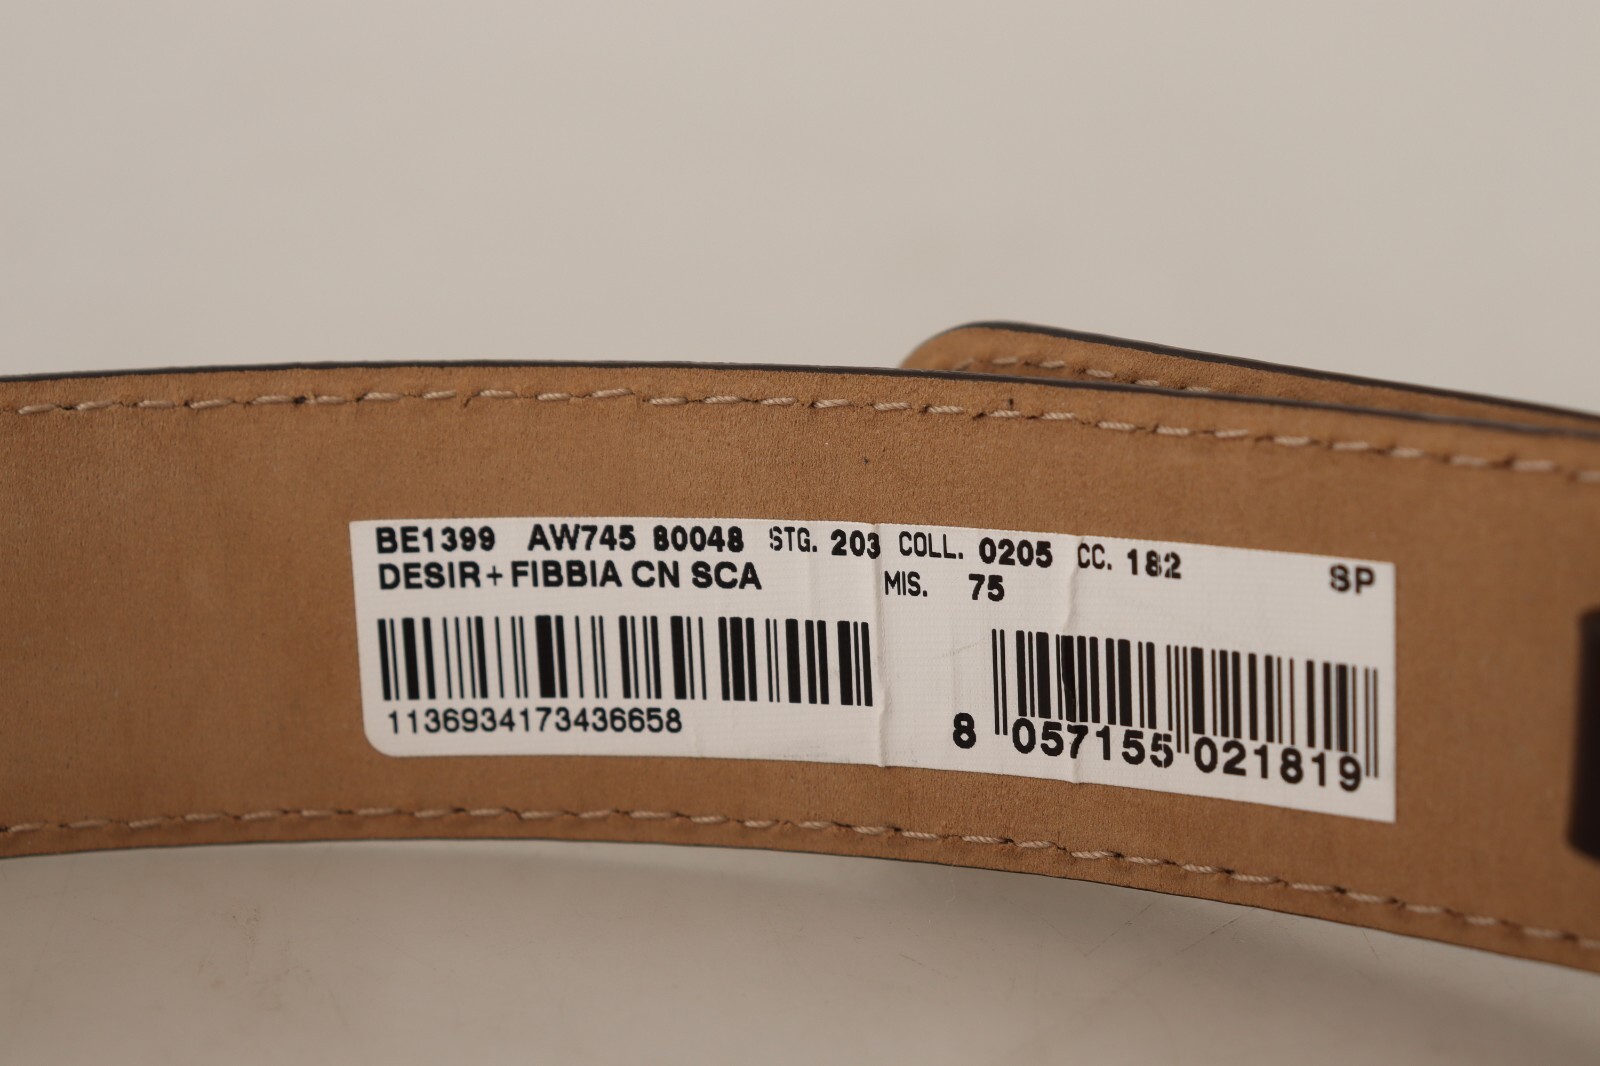 BE1399 AW745 80048 STG. 203 COLL. 0205 CC. 182 SP
DESIR+FIBBIA CN SCA MIS. 75
1136934173436658
8 057155 021819